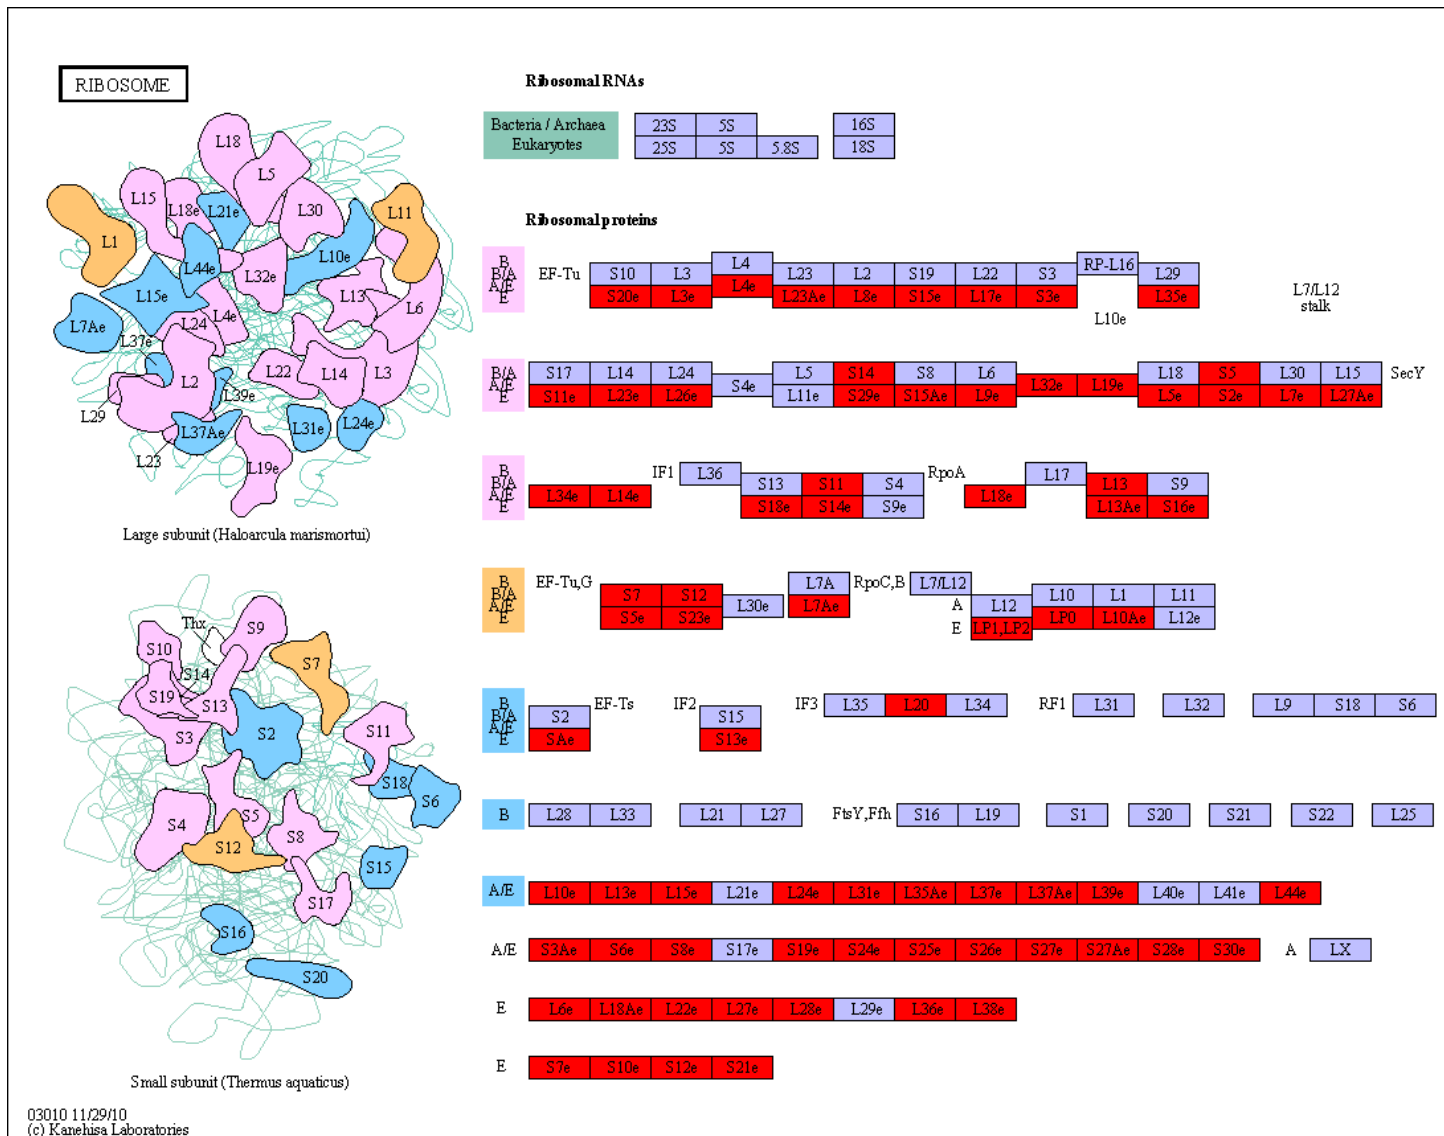 RIBOSOME
Ribosomal RNAs
Bacteria / Archaea 23S 5S 16S
Eukaryotes 25S 5S 5.8S 18S
Ribosomal proteins
B
B/A
A/E
E
EF-Tu S10 L3 L4 L23 L2 S19 L22 S3 RP-L16 L29
S20e L3e L4e L23Ae L8e S15e L17e S3e L10e L35e
L7/L12
stalk
B/A
A/E
E
S17 L14 L24 S4e L5 S14 S8 L6 L32e L19e L18 S5 L30 L15 SecY
S11e L23e L26e L11e S29e S15Ae L9e L5e S2e L7e L27Ae
B
B/A
A/E
E
IF1 L36 RpoA L17
S13 S11 S4 L13 S9
L34e L14e S18e S14e S9e L18e L13Ae S16e
B
B/A
A/E
E
EF-Tu,G L7A RpoC,B L7/L12
S7 S12 L30e L7Ae A L12 L10 L1 L11
S5e S23e E LP1,LP2 LP0 L10Ae L12e
B
B/A
A/E
E
EF-Ts IF2 IF3 L35 L20 L34 RF1 L31 L32 L9 S18 S6
S2 S15
SAe S13e
B L28 L33 L21 L27 FtsY,Ffh S16 L19 S1 S20 S21 S22 L25
A/E L10e L13e L15e L21e L24e L31e L35Ae L37e L37Ae L39e L40e L41e L44e
A/E S3Ae S6e S8e S17e S19e S24e S25e S26e S27e S27Ae S28e S30e A LX
E L6e L18Ae L22e L27e L28e L29e L36e L38e
E S7e S10e S12e S21e
L18
L5
L15
L18e
L21e
L30
L11
L1
L44e
L32e
L10e
L15e
L13
L6
L7Ae
L24
L4e
L37e
L2
L22
L14
L3
L29
L39e
L37Ae
L31e
L24e
L23
L19e
Large subunit (Haloarcula marismortui)
Thx
S9
S10
S14
S7
S19
S13
S3
S2
S11
S18
S6
S4
S5
S12
S8
S15
S17
S16
S20
Small subunit (Thermus aquaticus)
03010 11/29/10
(c) Kanehisa Laboratories